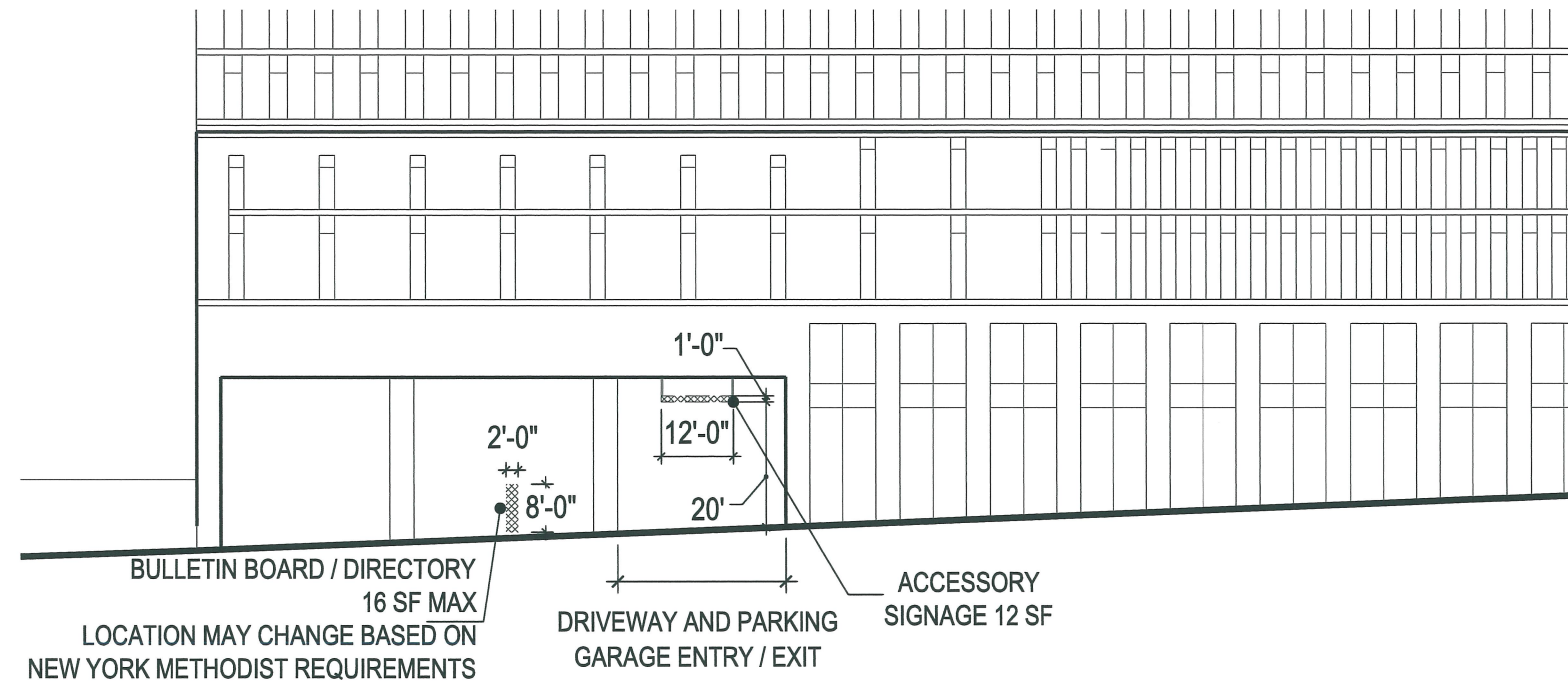 1'-0"
12'-0"
2'-0"
8'-0"
20'
BULLETIN BOARD / DIRECTORY
16 SF MAX
LOCATION MAY CHANGE BASED ON
NEW YORK METHODIST REQUIREMENTS
DRIVEWAY AND PARKING
GARAGE ENTRY / EXIT
ACCESSORY
SIGNAGE 12 SF